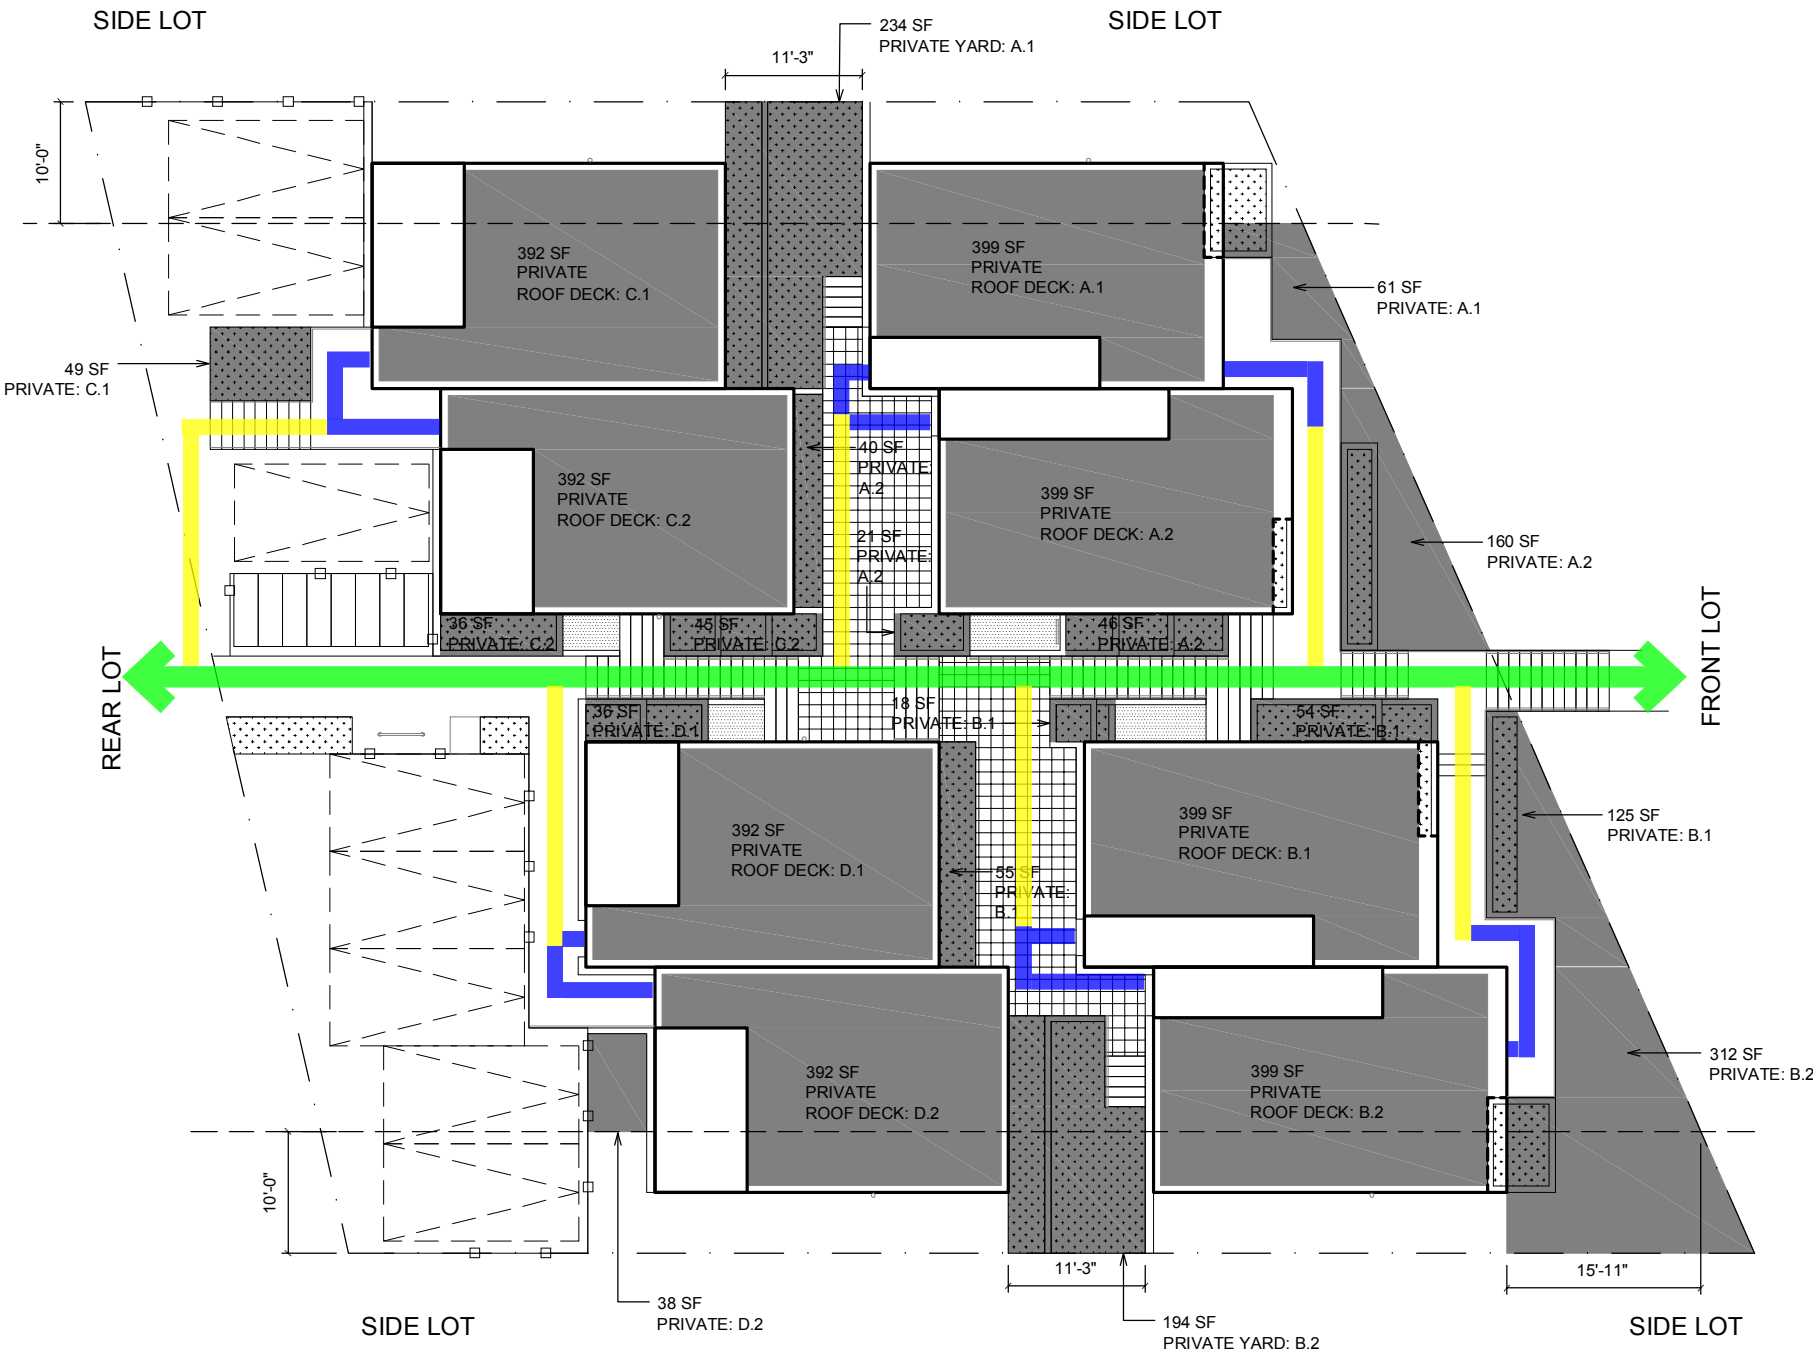 SIDE LOT
SIDE LOT
234 SF
PRIVATE YARD: A.1
11'-3"
10'-0"
392 SF
PRIVATE
ROOF DECK: C.1
399 SF
PRIVATE
ROOF DECK: A.1
61 SF
PRIVATE: A.1
49 SF
PRIVATE: C.1
40 SF
PRIVATE:
A.2
392 SF
PRIVATE
ROOF DECK: C.2
399 SF
PRIVATE
ROOF DECK: A.2
21 SF
PRIVATE:
A.2
160 SF
PRIVATE: A.2
36 SF
PRIVATE: C.2
45 SF
PRIVATE: C.2
46 SF
PRIVATE: A.2
REAR LOT
FRONT LOT
36 SF
PRIVATE: D.1
18 SF
PRIVATE: B.1
54 SF
PRIVATE: B.1
392 SF
PRIVATE
ROOF DECK: D.1
399 SF
PRIVATE
ROOF DECK: B.1
125 SF
PRIVATE: B.1
55 SF
PRIVATE:
B.1
392 SF
PRIVATE
ROOF DECK: D.2
399 SF
PRIVATE
ROOF DECK: B.2
312 SF
PRIVATE: B.2
10'-0"
11'-3"
15'-11"
38 SF
PRIVATE: D.2
194 SF
PRIVATE YARD: B.2
SIDE LOT
SIDE LOT